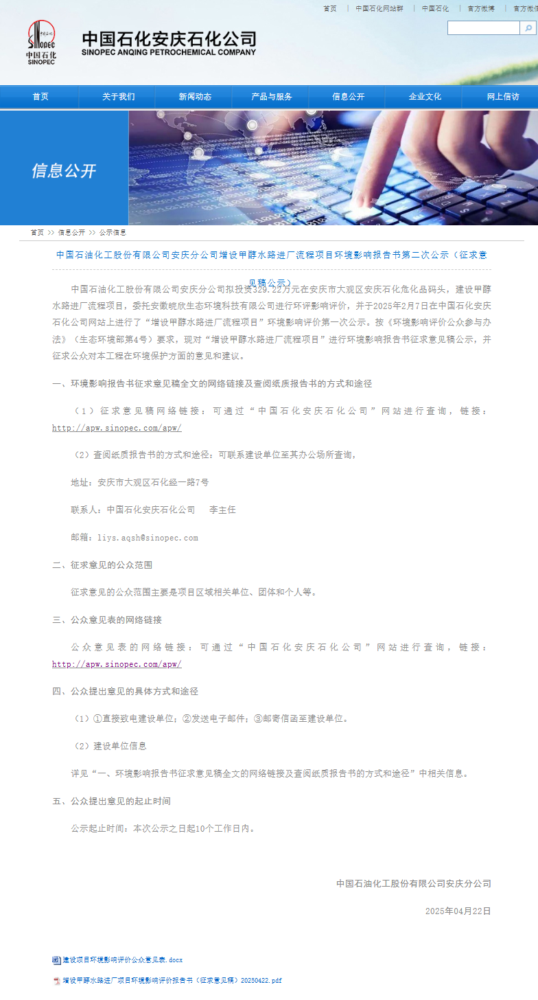 首页 | 中国石化网站群 | 中国石化 | 官方微博 | 官方微信
Sinopec
中国石化
SINOPEC
中国石化安庆石化公司
SINOPEC ANQING PETROCHEMICAL COMPANY
首页 关于我们 新闻动态 产品与服务 信息公开 企业文化 网上信访
信息公开
首页 >> 信息公开 >> 公示信息
中国石油化工股份有限公司安庆分公司增设甲醇水路进厂流程项目环境影响报告书第二次公示（征求意
见稿公示）
中国石油化工股份有限公司安庆分公司拟投资329.22万元在安庆市大观区安庆石化危化品码头，建设甲醇
水路进厂流程项目，委托安徽皖欣生态环境科技有限公司进行环评影响评价，并于2025年2月7日在中国石化安庆
石化公司网站上进行了“增设甲醇水路进厂流程项目”环境影响评价第一次公示。按《环境影响评价公众参与办
法》（生态环境部第4号）要求，现对“增设甲醇水路进厂流程项目”进行环境影响报告书征求意见稿公示，并
征求公众对本工程在环境保护方面的意见和建议。
一、环境影响报告书征求意见稿全文的网络链接及查阅纸质报告书的方式和途径
（1）征求意见稿网络链接：可通过“中国石化安庆石化公司”网站进行查询，链接：
http://apw.sinopec.com/apw/
（2）查阅纸质报告书的方式和途径：可联系建设单位至其办公场所查询，
地址：安庆市大观区石化经一路7号
联系人：中国石化安庆石化公司 李主任
邮箱：liys.aqsh@sinopec.com
二、征求意见的公众范围
征求意见的公众范围主要是项目区域相关单位、团体和个人等。
三、公众意见表的网络链接
公众意见表的网络链接：可通过“中国石化安庆石化公司”网站进行查询，链接：
http://apw.sinopec.com/apw/
四、公众提出意见的具体方式和途径
（1）①直接致电建设单位；②发送电子邮件；③邮寄信函至建设单位。
（2）建设单位信息
详见“一、环境影响报告书征求意见稿全文的网络链接及查阅纸质报告书的方式和途径”中相关信息。
五、公众提出意见的起止时间
公示起止时间：本次公示之日起10个工作日内。
中国石油化工股份有限公司安庆分公司
2025年04月22日
建设项目环境影响评价公众意见表.docx
增设甲醇水路进厂项目环境影响评价报告书（征求意见稿）20250422.pdf